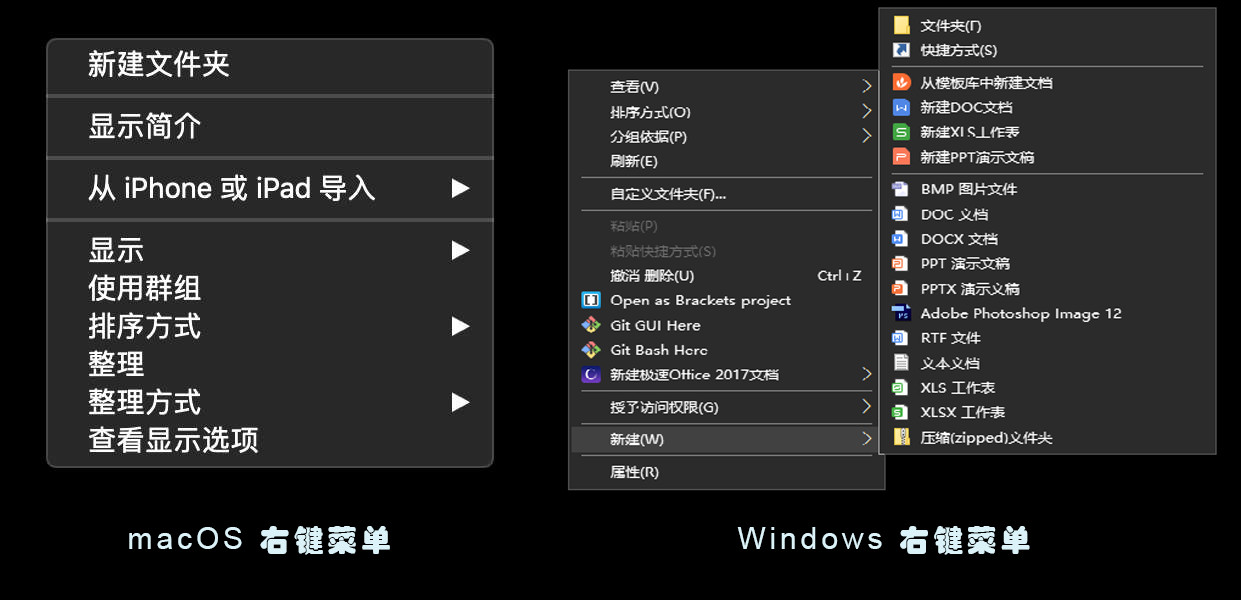 新建文件夹
显示简介
从 iPhone 或 iPad 导入
显示
使用群组
排序方式
整理
整理方式
查看显示选项
macOS 右键菜单
查看(V)
排序方式(O)
分组依据(P)
刷新(E)
自定义文件夹(F)...
粘贴(P)
粘贴快捷方式(S)
撤消 删除(U) Ctrl+Z
Open as Brackets project
Git GUI Here
Git Bash Here
新建极速Office 2017文档
授予访问权限(G)
新建(W)
属性(R)
文件夹(F)
快捷方式(S)
从模板库中新建文档
新建DOC文档
新建XLS工作表
新建PPT演示文稿
BMP 图片文件
DOC 文档
DOCX 文档
PPT 演示文稿
PPTX 演示文稿
Adobe Photoshop Image 12
RTF 文件
文本文档
XLS 工作表
XLSX 工作表
压缩(zipped)文件夹
Windows 右键菜单